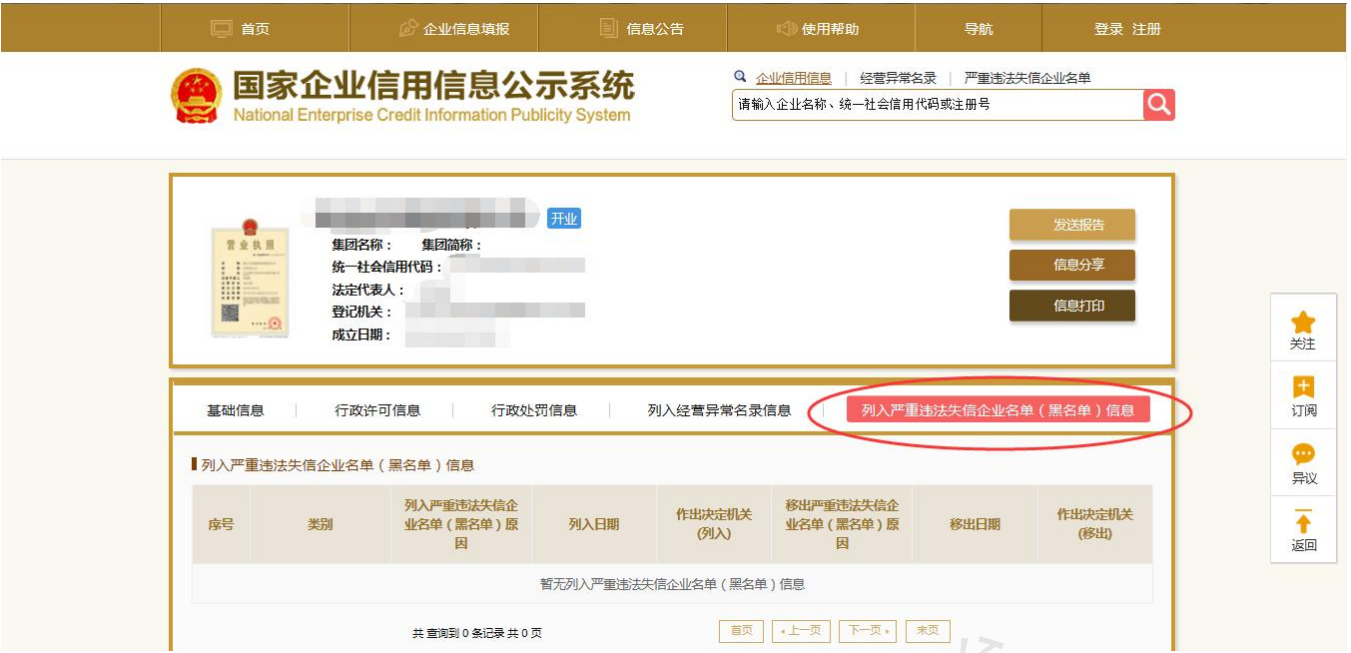 首页 企业信息填报 信息公告 使用帮助 导航 登录 注册
国家企业信用信息公示系统
National Enterprise Credit Information Publicity System
企业信用信息 | 经营异常名录 | 严重违法失信企业名单
请输入企业名称、统一社会信用代码或注册号
开业
营业执照
集团名称： 集团简称：
统一社会信用代码：
法定代表人：
登记机关：
成立日期：
发送报告
信息分享
信息打印
关注
订阅
异议
返回
基础信息 | 行政许可信息 | 行政处罚信息 | 列入经营异常名录信息 | 列入严重违法失信企业名单（黑名单）信息
列入严重违法失信企业名单（黑名单）信息
序号 类别 列入严重违法失信企业名单（黑名单）原因 列入日期 作出决定机关(列入) 移出严重违法失信企业名单（黑名单）原因 移出日期 作出决定机关(移出)
暂无列入严重违法失信企业名单（黑名单）信息
共 查询到 0 条记录 共 0 页
首页 上一页 下一页 末页